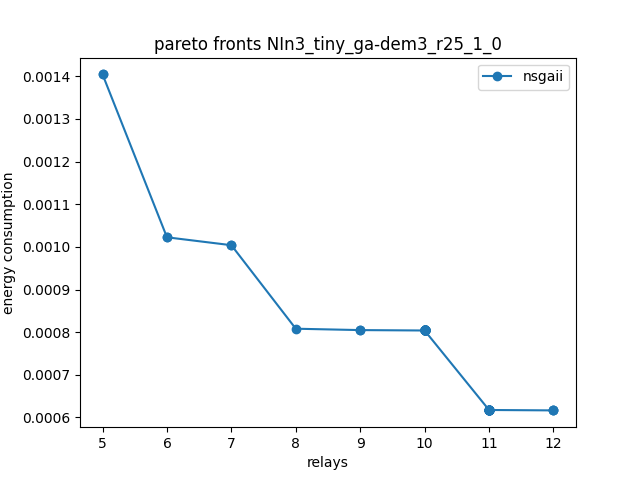 pareto fronts NIn3_tiny_ga-dem3_r25_1_0
nsgaii
0.0014
0.0013
0.0012
0.0011
0.0010
0.0009
0.0008
0.0007
0.0006
energy consumption
5 6 7 8 9 10 11 12
relays